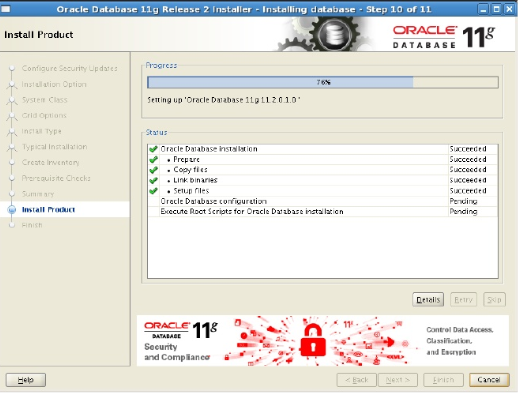 Oracle Database 11g Release 2 Installer - Installing database - Step 10 of 11
Install Product
ORACLE 11g
DATABASE
Configure Security Updates
Installation Option
System Class
Grid Options
Install Type
Typical Installation
Create Inventory
Prerequisite Checks
Summary
Install Product
Finish
Progress
76%
Setting up 'Oracle Database 11g 11.2.0.1.0 '
Status
Oracle Database installation Succeeded
• Prepare Succeeded
• Copy files Succeeded
• Link binaries Succeeded
• Setup files Succeeded
Oracle Database configuration Pending
Execute Root Scripts for Oracle Database installation Pending
Details Retry Skip
ORACLE 11g
DATABASE
Security
and Compliance
11g
Control Data Access,
Classification,
and Encryption
Help < Back Next > Finish Cancel